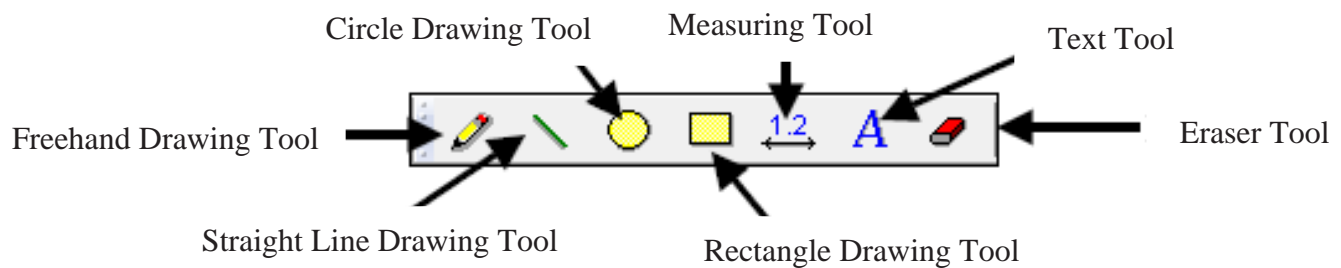 Circle Drawing Tool
Measuring Tool
Text Tool
1.2
A
Freehand Drawing Tool
Eraser Tool
Straight Line Drawing Tool
Rectangle Drawing Tool